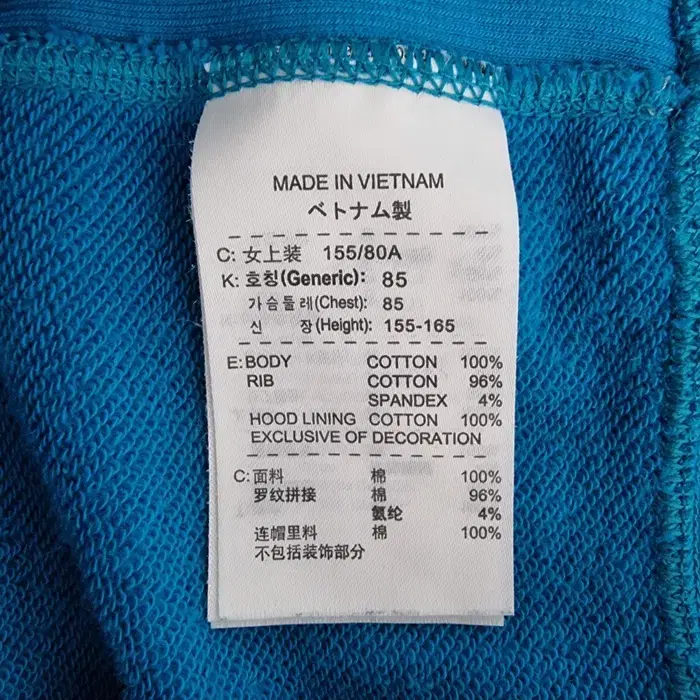 MADE IN VIETNAM
ベトナム製
C: 女上装 155/80A
K: 호칭(Generic): 85
가슴둘레(Chest): 85
신 장(Height): 155-165
E: BODY COTTON 100%
RIB COTTON 96%
SPANDEX 4%
HOOD LINING COTTON 100%
EXCLUSIVE OF DECORATION
C: 面料 棉 100%
罗纹拼接 棉 96%
氨纶 4%
连帽里料 棉 100%
不包括装饰部分